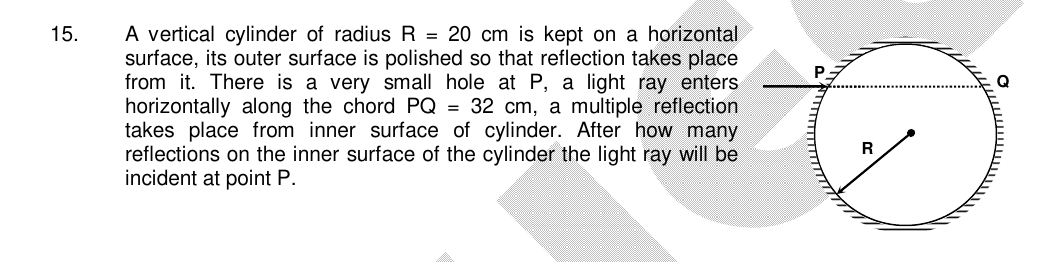 15. A vertical cylinder of radius R = 20 cm is kept on a horizontal
surface, its outer surface is polished so that reflection takes place
from it. There is a very small hole at P, a light ray enters
horizontally along the chord PQ = 32 cm, a multiple reflection
takes place from inner surface of cylinder. After how many
reflections on the inner surface of the cylinder the light ray will be
incident at point P.
P
Q
R